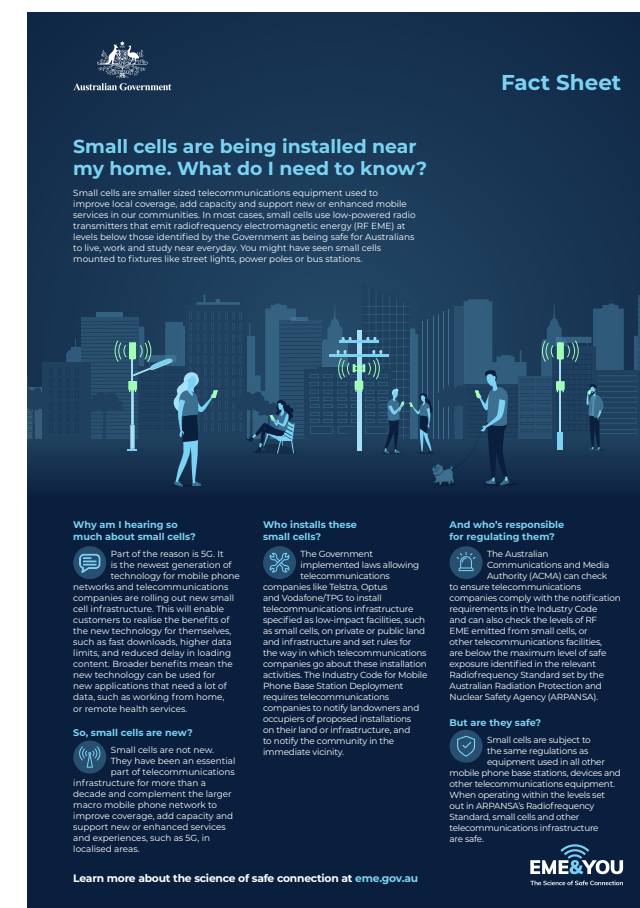 Australian Government
Fact Sheet
Small cells are being installed near
my home. What do I need to know?
Small cells are smaller sized telecommunications equipment used to
improve local coverage, add capacity and support new or enhanced mobile
services in our communities. In most cases, small cells use low-powered radio
transmitters that emit radiofrequency electromagnetic energy (RF EME) at
levels below those identified by the Government as being safe for Australians
to live, work and study near everyday. You might have seen small cells
mounted to fixtures like street lights, power poles or bus stations.
Why am I hearing so
much about small cells?
Part of the reason is 5G. It
is the newest generation of
technology for mobile phone
networks and telecommunications
companies are rolling out new small
cell infrastructure. This will enable
customers to realise the benefits of
the new technology for themselves,
such as fast downloads, higher data
limits, and reduced delay in loading
content. Broader benefits mean the
new technology can be used for
new applications that need a lot of
data, such as working from home,
or remote health services.
So, small cells are new?
Small cells are not new.
They have been an essential
part of telecommunications
infrastructure for more than a
decade and complement the larger
macro mobile phone network to
improve coverage, add capacity and
support new or enhanced services
and experiences, such as 5G, in
localised areas.
Who installs these
small cells?
The Government
implemented laws allowing
telecommunications
companies like Telstra, Optus
and Vodafone/TPG to install
telecommunications infrastructure
specified as low-impact facilities, such
as small cells, on private or public land
and infrastructure and set rules for
the way in which telecommunications
companies go about these installation
activities. The Industry Code for Mobile
Phone Base Station Deployment
requires telecommunications
companies to notify landowners and
occupiers of proposed installations
on their land or infrastructure, and
to notify the community in the
immediate vicinity.
And who's responsible
for regulating them?
The Australian
Communications and Media
Authority (ACMA) can check
to ensure telecommunications
companies comply with the notification
requirements in the Industry Code
and can also check the levels of RF
EME emitted from small cells, or
other telecommunications facilities,
are below the maximum level of safe
exposure identified in the relevant
Radiofrequency Standard set by the
Australian Radiation Protection and
Nuclear Safety Agency (ARPANSA).
But are they safe?
Small cells are subject to
the same regulations as
equipment used in all other
mobile phone base stations, devices and
other telecommunications equipment.
When operating within the levels set
out in ARPANSA's Radiofrequency
Standard, small cells and other
telecommunications infrastructure
are safe.
Learn more about the science of safe connection at eme.gov.au
EME&YOU
The Science of Safe Connection